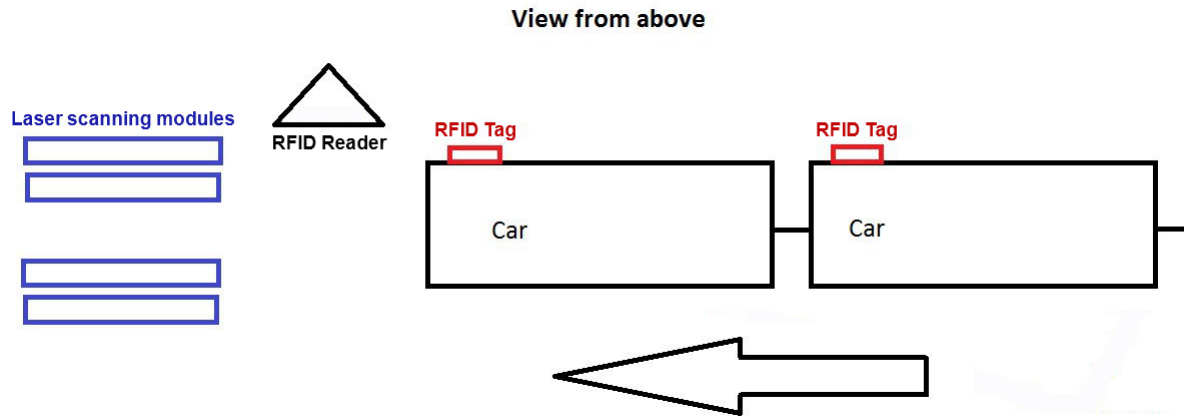 View from above
Laser scanning modules
RFID Reader
RFID Tag
RFID Tag
Car
Car